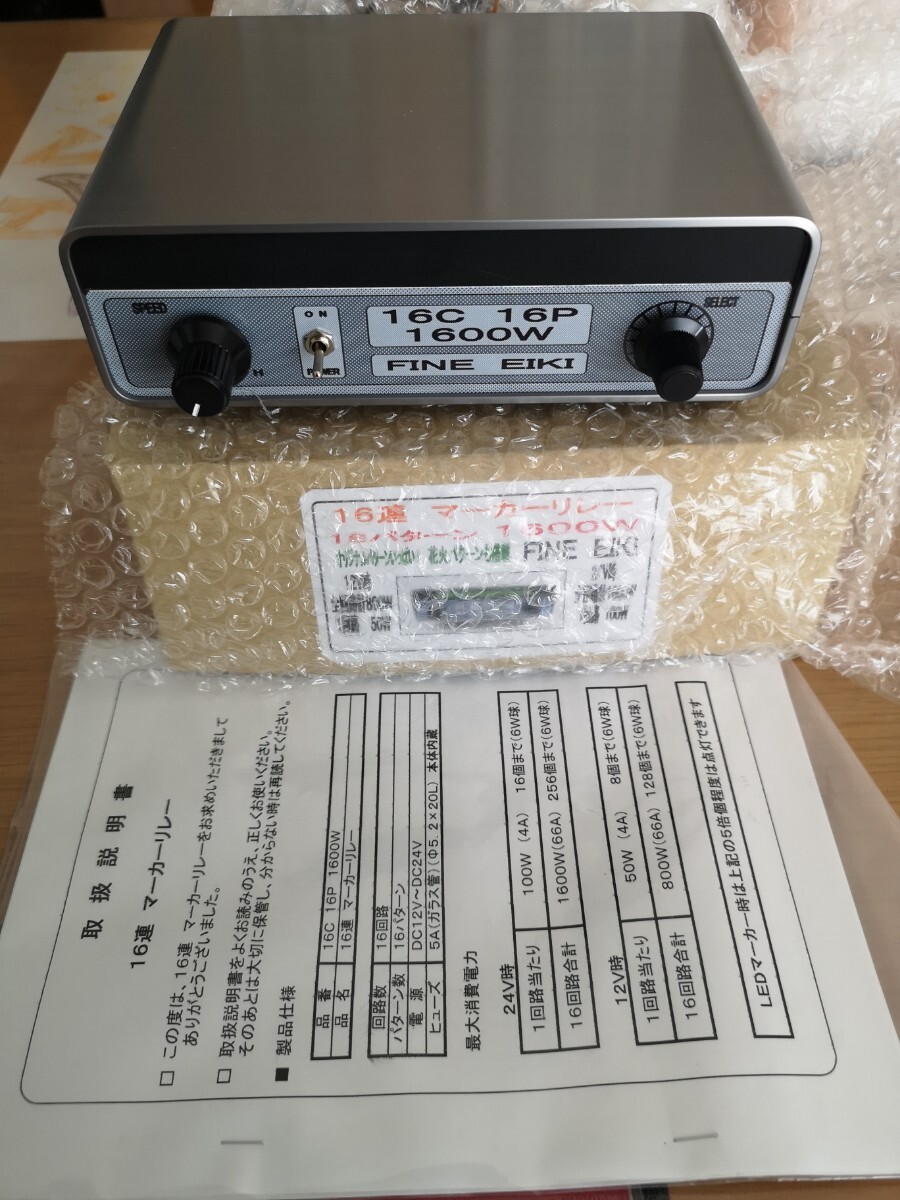 SPEED
H
ON
POWER
16C 16P
1600W
FINE EIKI
SELECT
16連 マーカーリレー
16パターン 1600W
FINE EIKI
取扱説明書
16連 マーカーリレー
□ この度は、16連 マーカーリレーをお求めいただきまして
ありがとうございました。
□ 取扱説明書をよくお読みのうえ、正しくお使いください。
そのあとは大切に保管し、分からない時は再読してください。
■ 製品仕様
品番 16C 16P 1600W
品名 16連 マーカーリレー
回路数 16回路
パターン数 16パターン
電源 DC12V～DC24V
ヒューズ 5A(ガラス管)(Φ5.2×20L) 本体内蔵
最大消費電力
24V時
1回路当たり 100W (4A) 16個まで(6W球)
16回路合計 1600W(66A) 256個まで(6W球)
12V時
1回路当たり 50W (4A) 8個まで(6W球)
16回路合計 800W(66A) 128個まで(6W球)
LEDマーカー時は上記の5倍個程度は点灯できます